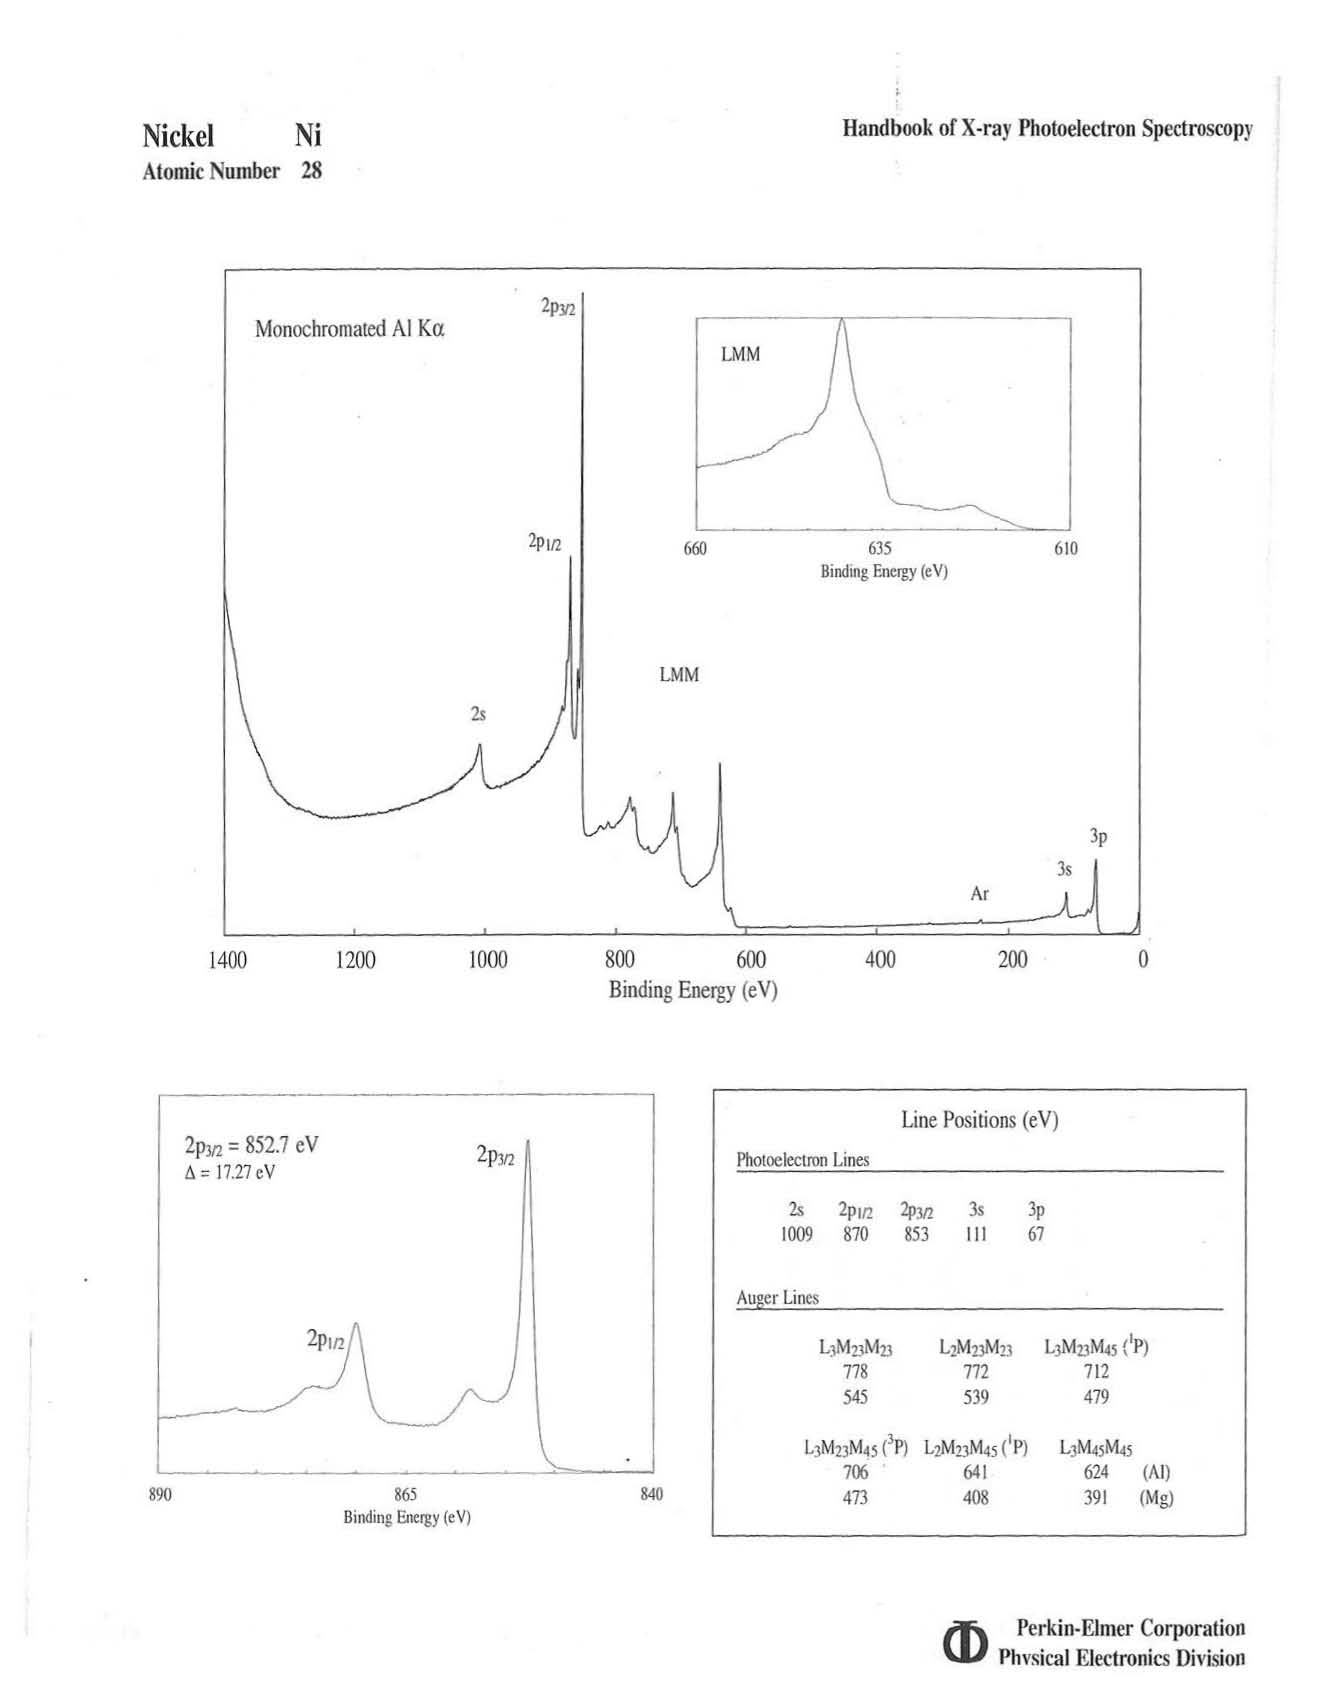 Nickel Ni
Atomic Number 28
Handbook of X-ray Photoelectron Spectroscopy
Monochromated Al Kα
2p3/2
2p1/2
2s
LMM
Ar
3s
3p
1400 1200 1000 800 600 400 200 0
Binding Energy (eV)
LMM
660 635 610
Binding Energy (eV)
2p3/2 = 852.7 eV
Δ = 17.27 eV
2p3/2
2p1/2
890 865 840
Binding Energy (eV)
Line Positions (eV)
Photoelectron Lines
2s 2p1/2 2p3/2 3s 3p
1009 870 853 111 67
Auger Lines
L3M23M23 L2M23M23 L3M23M45 (1P)
778 772 712
545 539 479
L3M23M45 (3P) L2M23M45 (1P) L3M45M45
706 641 624 (Al)
473 408 391 (Mg)
Perkin-Elmer Corporation
Physical Electronics Division